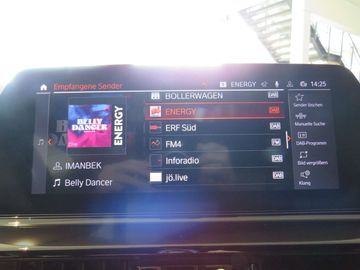 Empfangene Sender
ENERGY
14:25
BELLY
DANCER
ENERGY
IMANBEK
Belly Dancer
BOLLERWAGEN
DAB
ENERGY
DAB
ERF Süd
DAB
FM4
FM
Inforadio
DAB
jö.live
DAB
Sender löschen
Manuelle Suche
DAB-Programm
Bild vergrößern
Klang